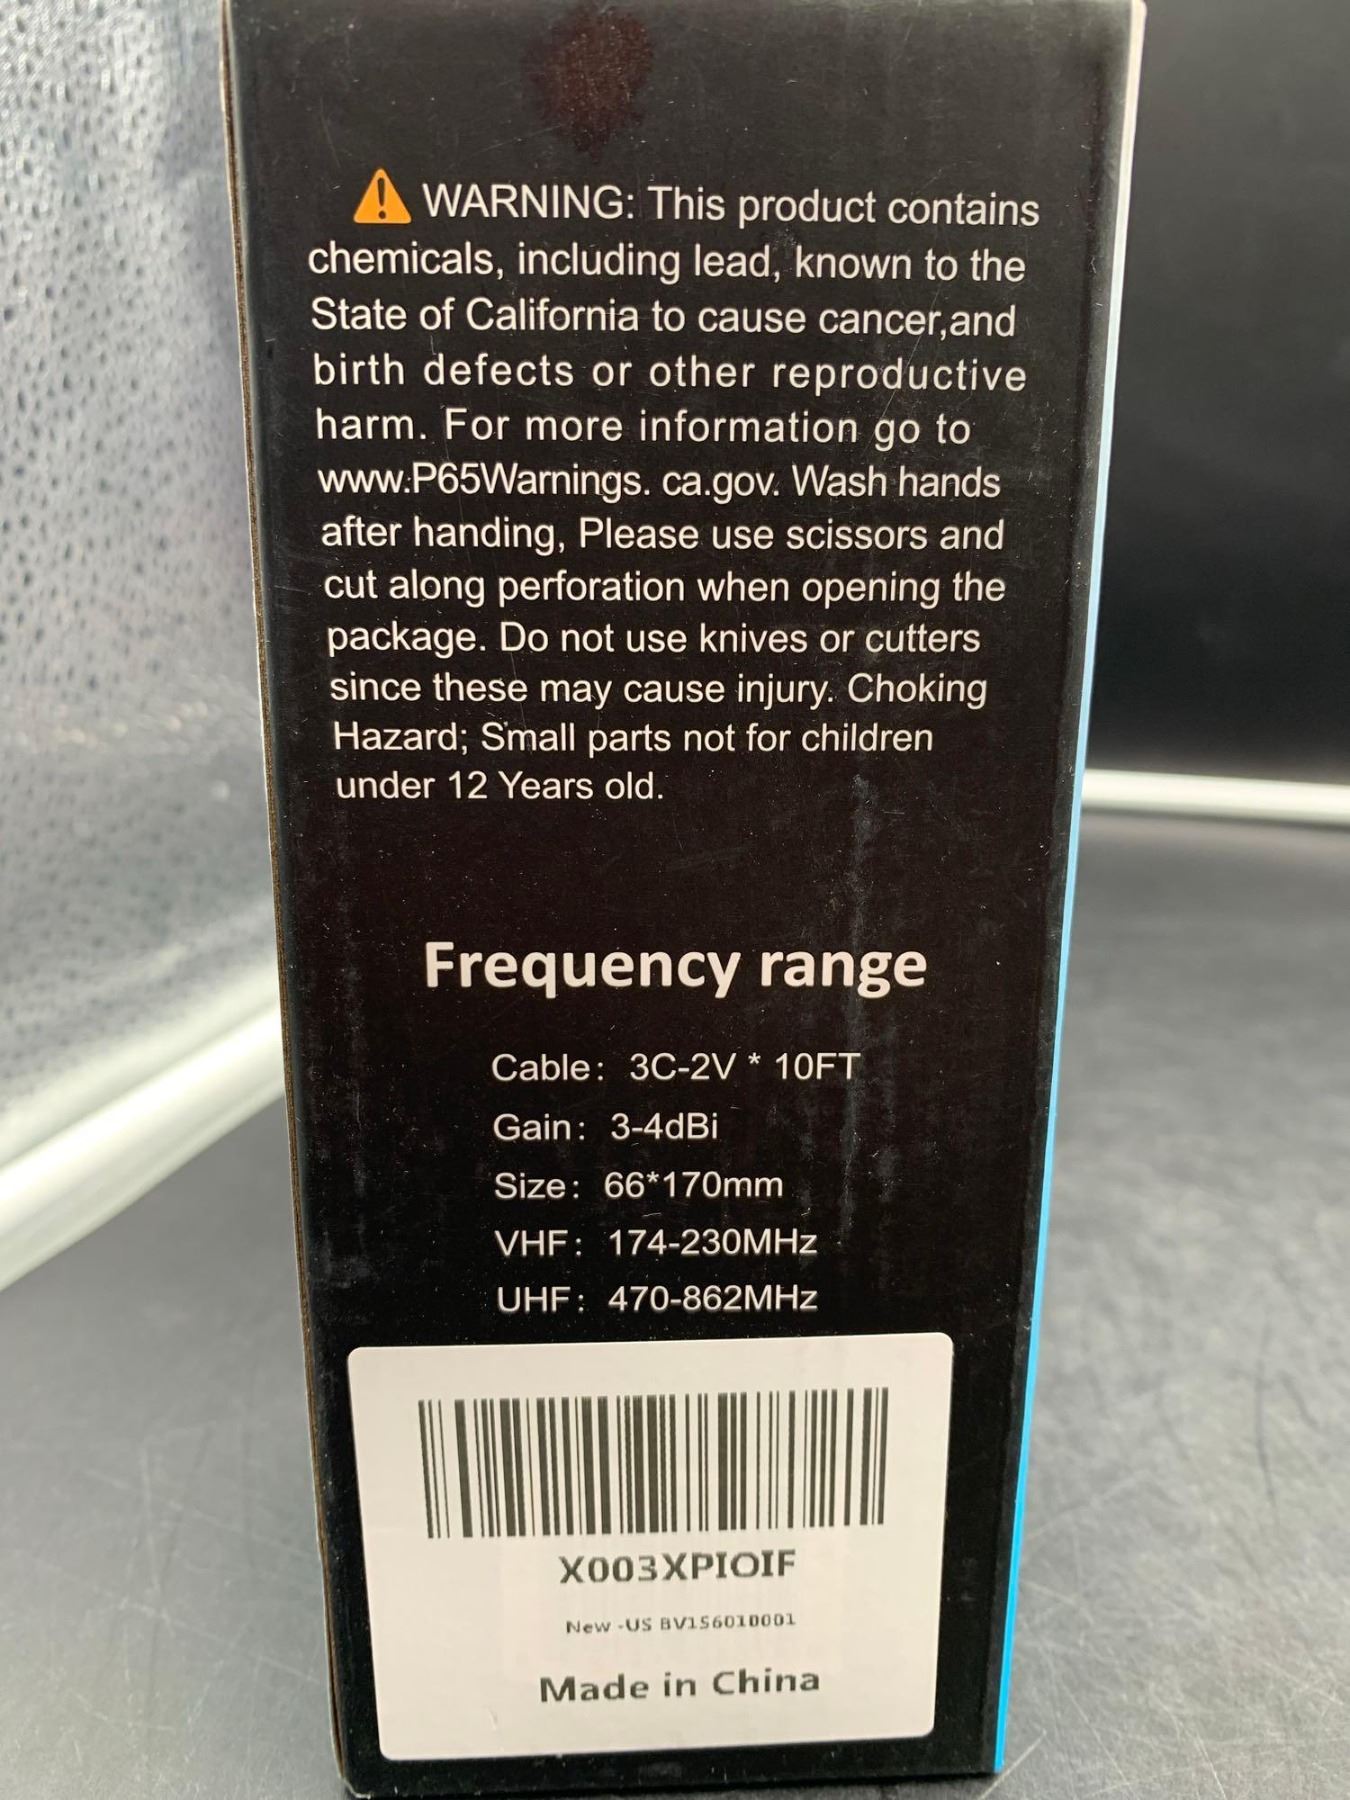 WARNING: This product contains
chemicals, including lead, known to the
State of California to cause cancer,and
birth defects or other reproductive
harm. For more information go to
www.P65Warnings. ca.gov. Wash hands
after handing, Please use scissors and
cut along perforation when opening the
package. Do not use knives or cutters
since these may cause injury. Choking
Hazard; Small parts not for children
under 12 Years old.
Frequency range
Cable: 3C-2V * 10FT
Gain: 3-4dBi
Size: 66*170mm
VHF: 174-230MHz
UHF: 470-862MHz
X003XPIOIF
New -US BV156010001
Made in China